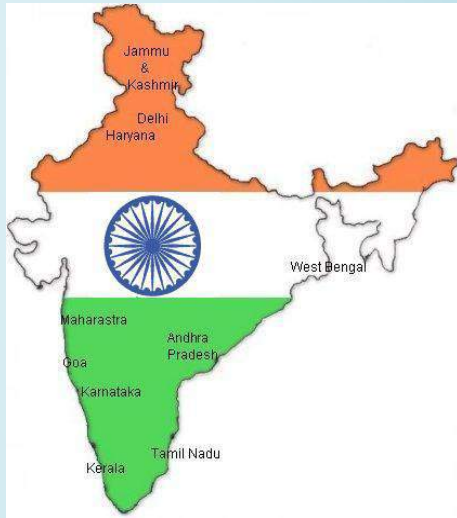 Jammu
&
Kashmir
Delhi
Haryana
West Bengal
Maharastra
Andhra
Pradesh
Goa
Karnataka
Tamil Nadu
Kerala